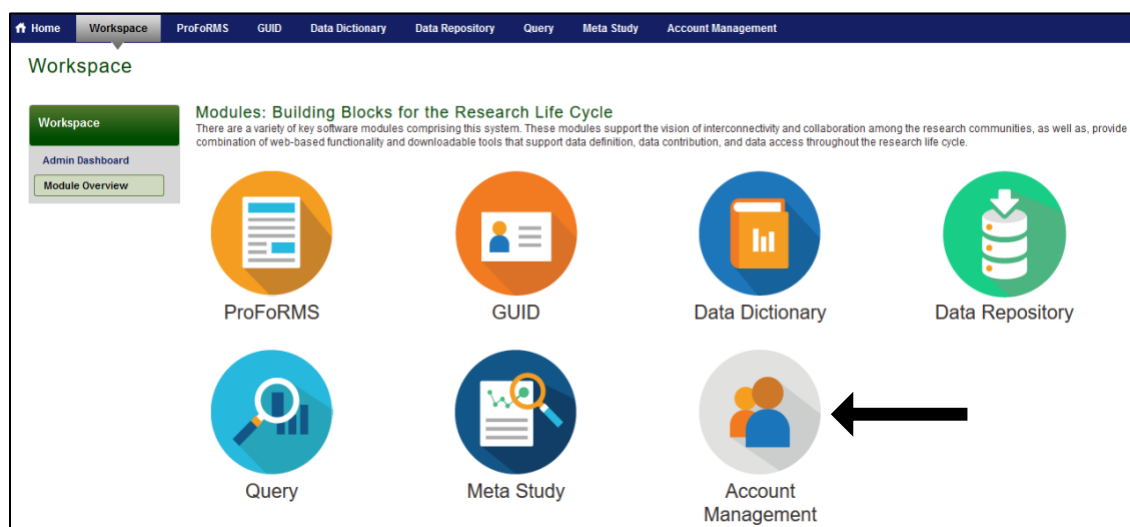 Home Workspace ProFoRMS GUID Data Dictionary Data Repository Query Meta Study Account Management
Workspace
Workspace
Admin Dashboard
Module Overview
Modules: Building Blocks for the Research Life Cycle
There are a variety of key software modules comprising this system. These modules support the vision of interconnectivity and collaboration among the research communities, as well as, provide
combination of web-based functionality and downloadable tools that support data definition, data contribution, and data access throughout the research life cycle.
ProFoRMS
GUID
Data Dictionary
Data Repository
Query
Meta Study
Account
Management